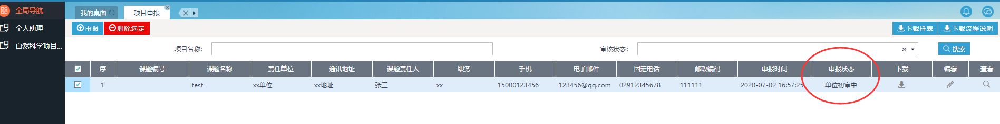 全局导航
我的桌面 项目申报
个人助理
申报 删除选定 下载样表 下载流程说明
自然科学项目...
项目名称: 审核状态: 搜索
序 课题编号 课题名称 责任单位 通讯地址 课题责任人 职务 手机 电子邮件 固定电话 邮政编码 申报时间 申报状态 下载 编辑 查看
1 test xx单位 xx地址 张三 xx 15000123456 123456@qq.com 02912345678 111111 2020-07-02 16:57:25 单位初审中